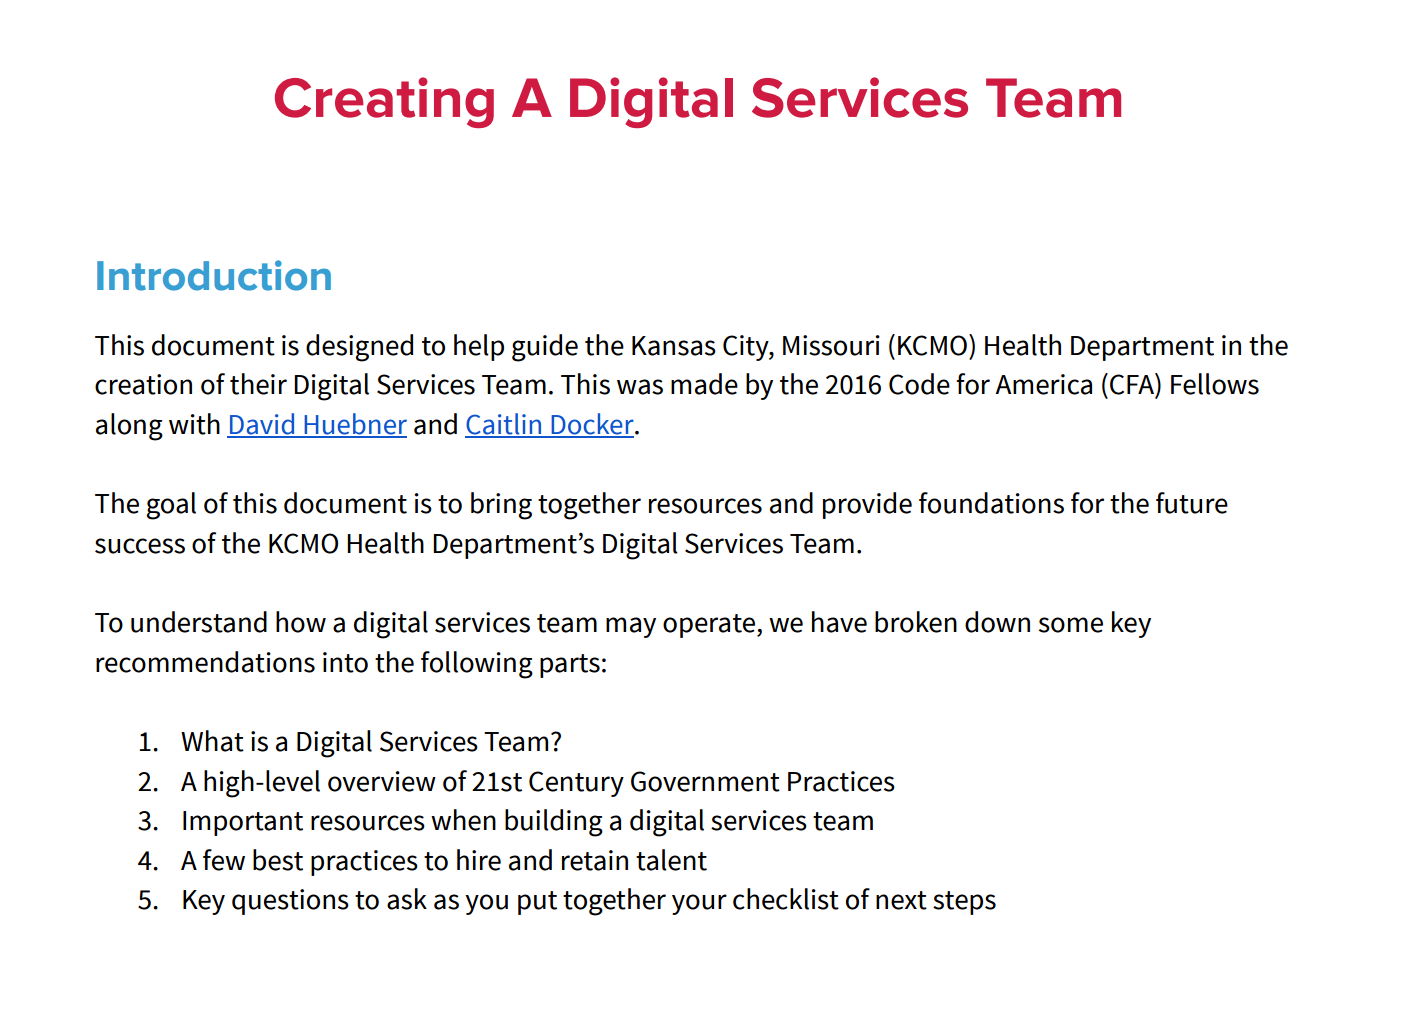 Creating A Digital Services Team
Introduction
This document is designed to help guide the Kansas City, Missouri (KCMO) Health Department in the
creation of their Digital Services Team. This was made by the 2016 Code for America (CFA) Fellows
along with David Huebner and Caitlin Docker.
The goal of this document is to bring together resources and provide foundations for the future
success of the KCMO Health Department’s Digital Services Team.
To understand how a digital services team may operate, we have broken down some key
recommendations into the following parts:
1. What is a Digital Services Team?
2. A high-level overview of 21st Century Government Practices
3. Important resources when building a digital services team
4. A few best practices to hire and retain talent
5. Key questions to ask as you put together your checklist of next steps